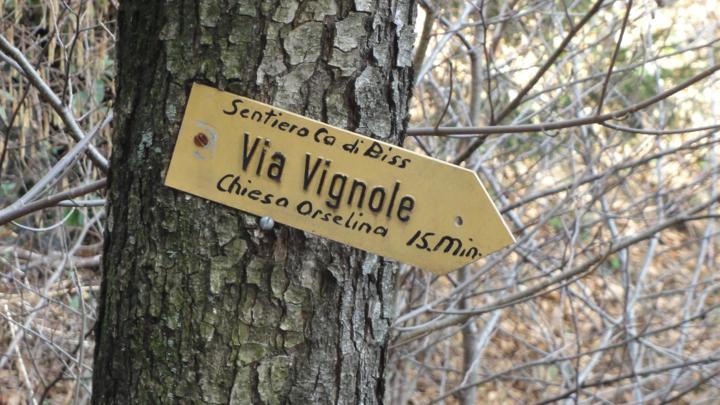 Sentiero Ca di Biss
Via Vignole
Chiesa Orselina 15.Min.